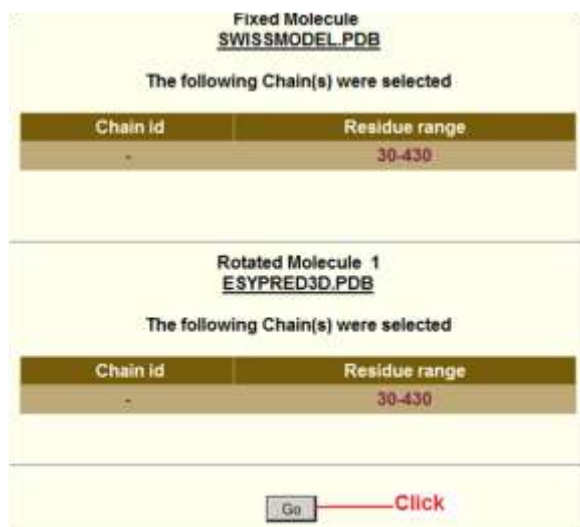 Fixed Molecule
SWISSMODEL.PDB
The following Chain(s) were selected
Chain id Residue range
- 30-430
Rotated Molecule 1
ESYPRED3D.PDB
The following Chain(s) were selected
Chain id Residue range
- 30-430
Go Click